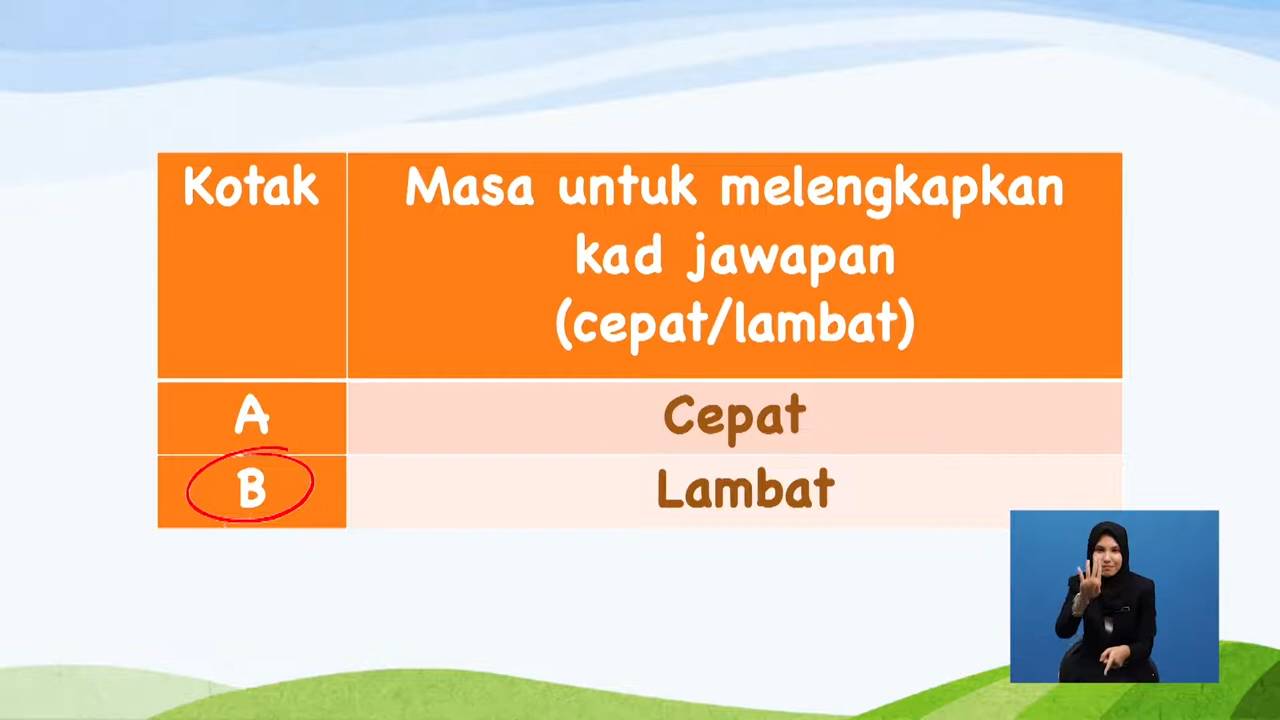 Kotak
Masa untuk melengkapkan
kad jawapan
(cepat/lambat)
A
Cepat
B
Lambat